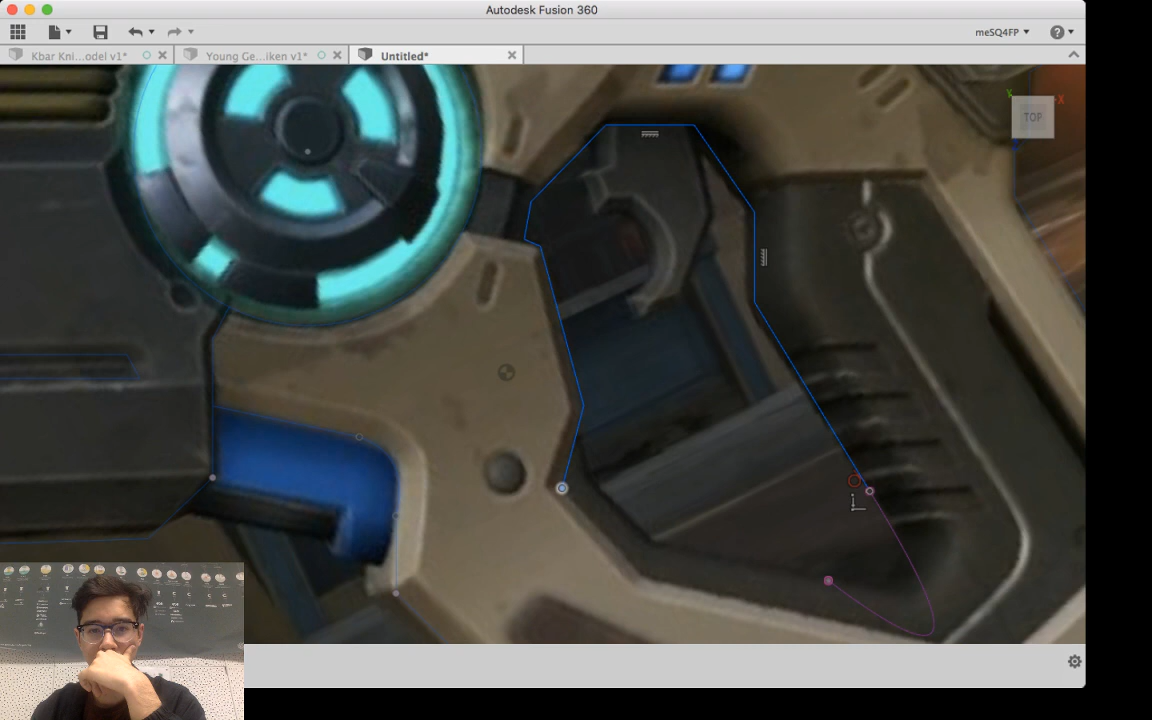 Autodesk Fusion 360
meSQ4FP
Kbar Kni...odel v1*
Young Ge...iken v1*
Untitled*
Y
X
TOP